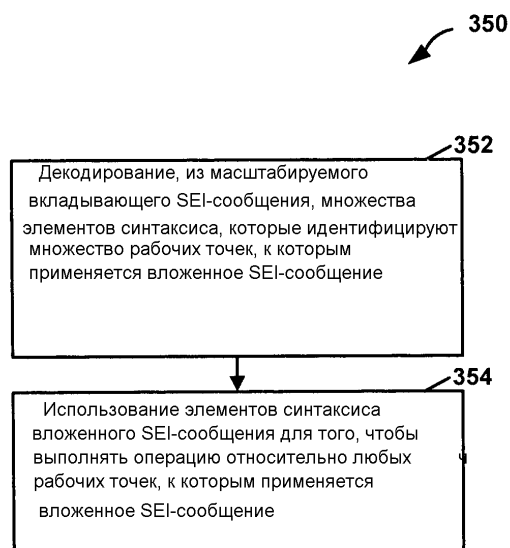 350
352
Декодирование, из масштабируемого
вкладывающего SEI-сообщения, множества
элементов синтаксиса, которые идентифицируют
множество рабочих точек, к которым
применяется вложенное SEI-сообщение
354
Использование элементов синтаксиса
вложенного SEI-сообщения для того, чтобы
выполнять операцию относительно любых
рабочих точек, к которым применяется
вложенное SEI-сообщение